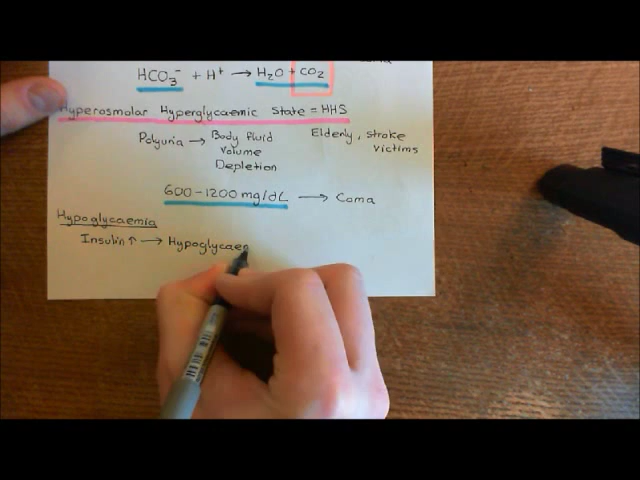 HCO₃⁻ + H⁺ → H₂O + CO₂
Hyperosmolar Hyperglycaemic State = HHS
Polyuria → Body fluid volume Depletion
Elderly, stroke victims
600 - 1200 mg/dL → Coma
Hypoglycaemia
Insulin ↑ → Hypoglycaem